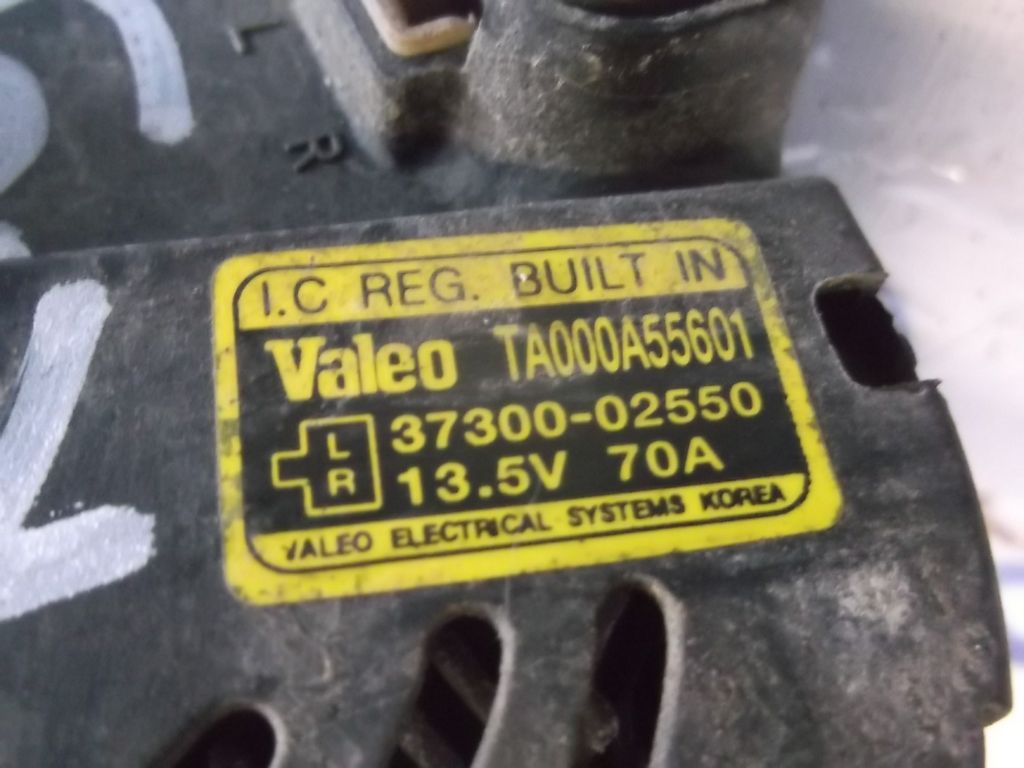 L
R
I.C REG. BUILT IN
Valeo TA000A55601
L 37300-02550
R 13.5V 70A
VALEO ELECTRICAL SYSTEMS KOREA